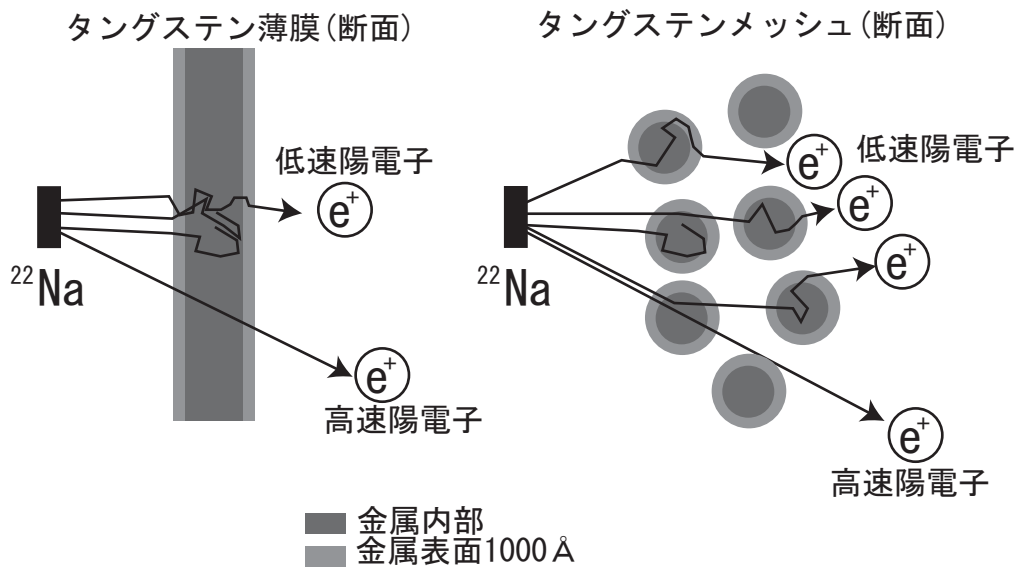 タングステン薄膜(断面)
低速陽電子
e+
22Na
e+
高速陽電子
タングステンメッシュ(断面)
低速陽電子
e+
e+
e+
22Na
e+
高速陽電子
金属内部
金属表面1000Å